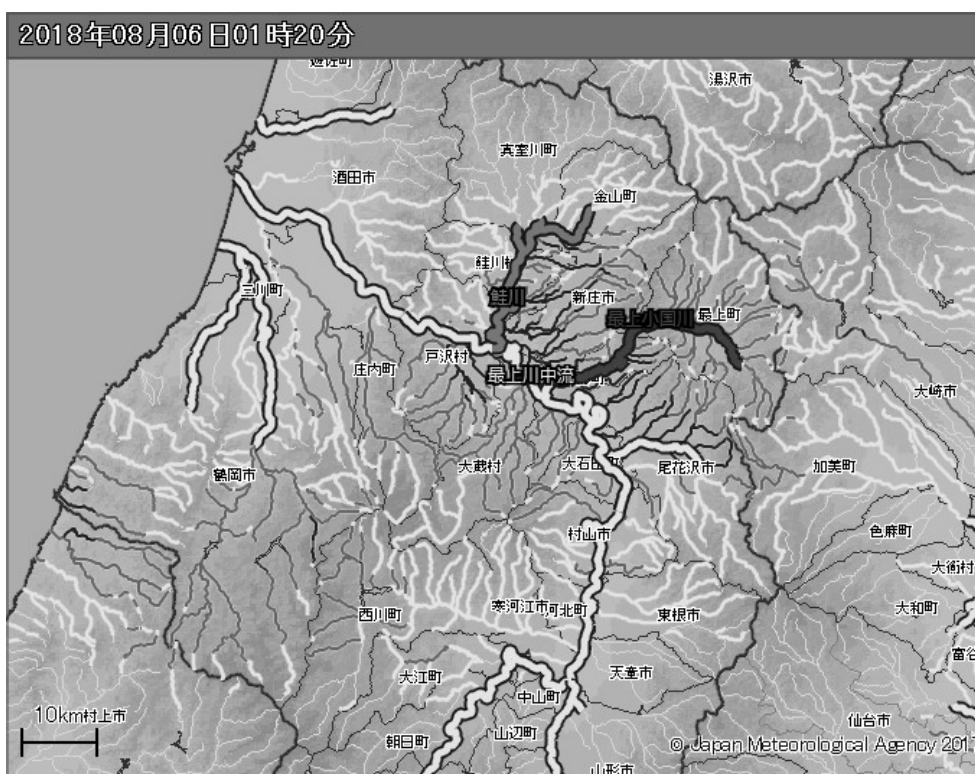 2018年08月06日01時20分
遊佐町
湯沢市
真室川町
酒田市
金山町
鮭川村
三川町
鮭川
新庄市
最上小国川
最上町
戸沢村
庄内町
最上川中流
大崎市
鶴岡市
大蔵村
大石田町
尾花沢市
加美町
村山市
色麻町
大衡村
西川町
寒河江市
河北町
東根市
大和町
富谷
大江町
天童市
中山町
10km
村上市
朝日町
山辺町
仙台市
山形市
© Japan Meteorological Agency 201